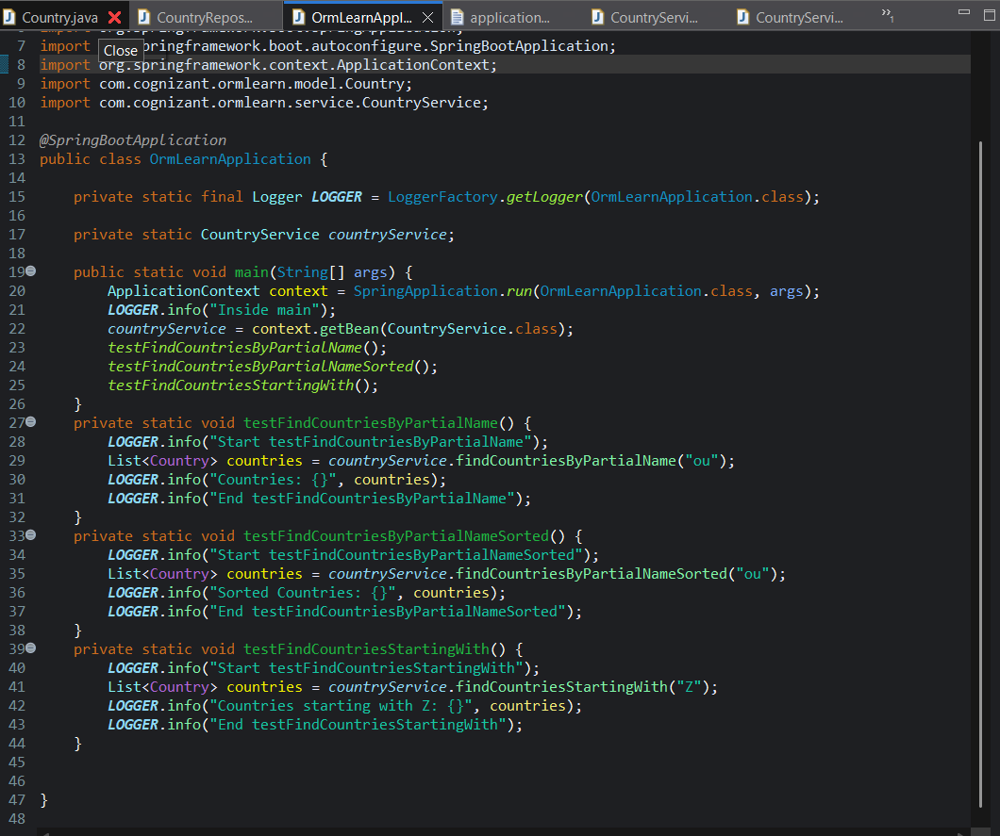 Country.java CountryRepos... OrmLearnAppl... application... CountryServi... CountryServi... »1
7 import springframework.boot.autoconfigure.SpringBootApplication;
Close
8 import org.springframework.context.ApplicationContext;
9 import com.cognizant.ormlearn.model.Country;
10 import com.cognizant.ormlearn.service.CountryService;
11
12 @SpringBootApplication
13 public class OrmLearnApplication {
14
15 private static final Logger LOGGER = LoggerFactory.getLogger(OrmLearnApplication.class);
16
17 private static CountryService countryService;
18
19 public static void main(String[] args) {
20 ApplicationContext context = SpringApplication.run(OrmLearnApplication.class, args);
21 LOGGER.info("Inside main");
22 countryService = context.getBean(CountryService.class);
23 testFindCountriesByPartialName();
24 testFindCountriesByPartialNameSorted();
25 testFindCountriesStartingWith();
26 }
27 private static void testFindCountriesByPartialName() {
28 LOGGER.info("Start testFindCountriesByPartialName");
29 List<Country> countries = countryService.findCountriesByPartialName("ou");
30 LOGGER.info("Countries: {}", countries);
31 LOGGER.info("End testFindCountriesByPartialName");
32 }
33 private static void testFindCountriesByPartialNameSorted() {
34 LOGGER.info("Start testFindCountriesByPartialNameSorted");
35 List<Country> countries = countryService.findCountriesByPartialNameSorted("ou");
36 LOGGER.info("Sorted Countries: {}", countries);
37 LOGGER.info("End testFindCountriesByPartialNameSorted");
38 }
39 private static void testFindCountriesStartingWith() {
40 LOGGER.info("Start testFindCountriesStartingWith");
41 List<Country> countries = countryService.findCountriesStartingWith("Z");
42 LOGGER.info("Countries starting with Z: {}", countries);
43 LOGGER.info("End testFindCountriesStartingWith");
44 }
45
46
47 }
48